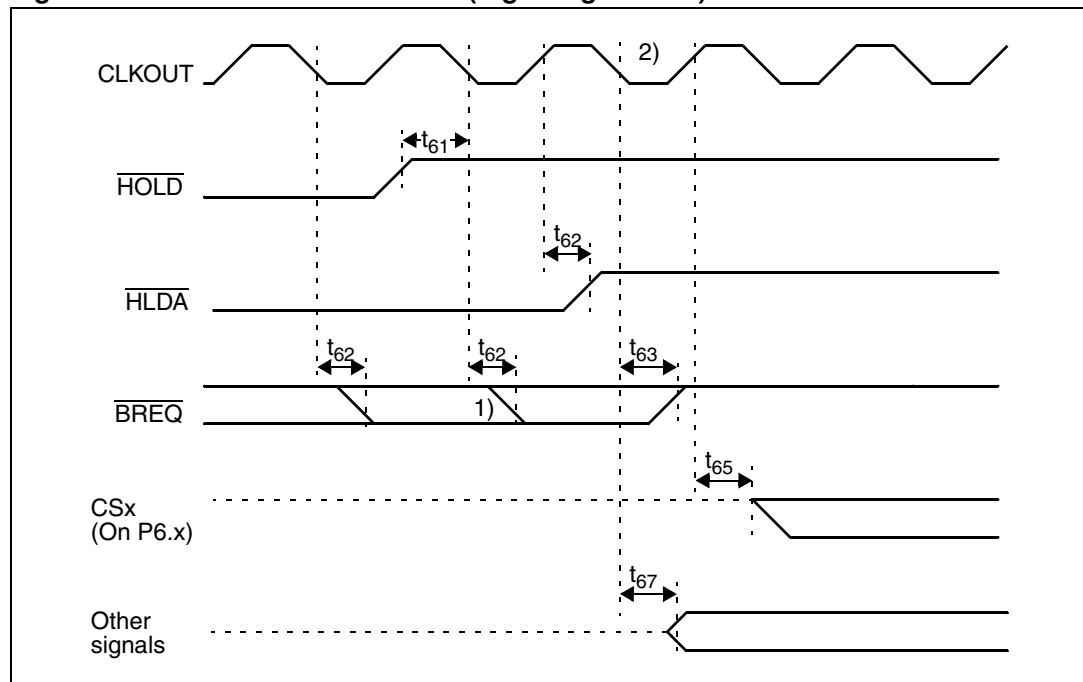 CLKOUT
2)
t61
HOLD
t62
HLDA
t62
t62
t63
BREQ
1)
t65
CSx
(On P6.x)
t67
Other
signals